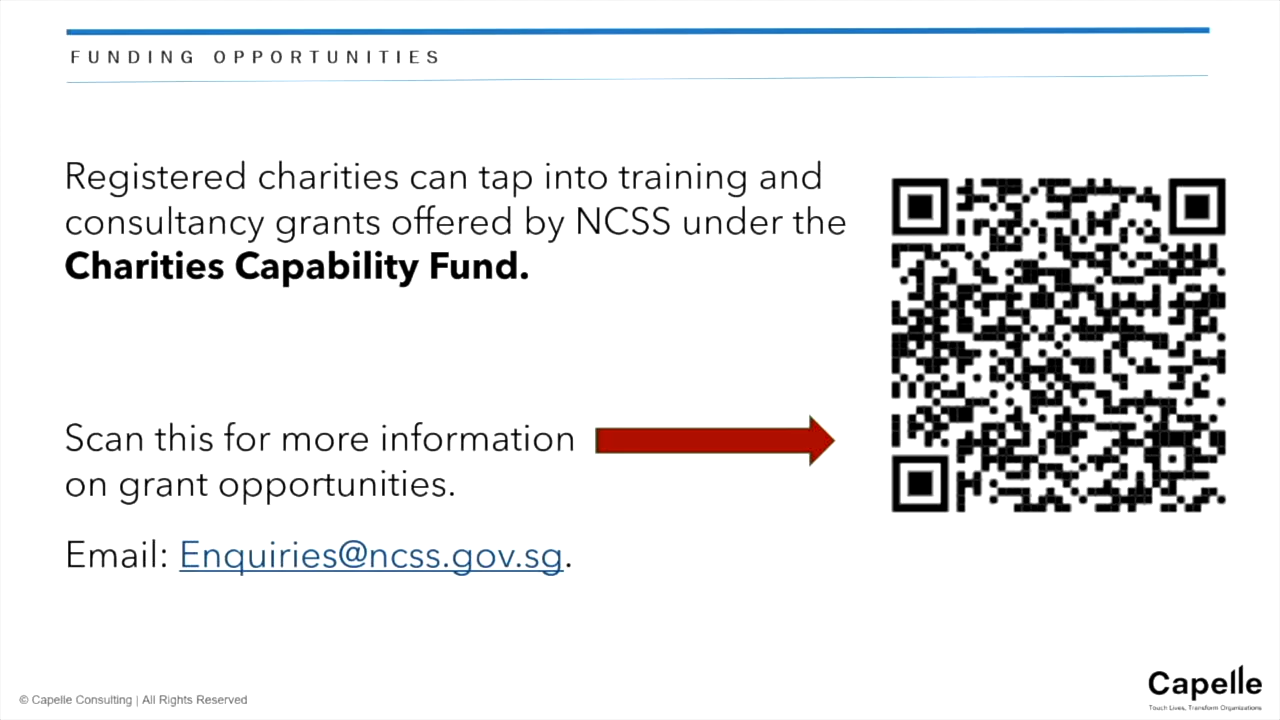 FUNDING OPPORTUNITIES
Registered charities can tap into training and
consultancy grants offered by NCSS under the
Charities Capability Fund.
Scan this for more information
on grant opportunities.
Email: Enquiries@ncss.gov.sg.
© Capelle Consulting | All Rights Reserved
Capelle
Touch Lives, Transform Organizations